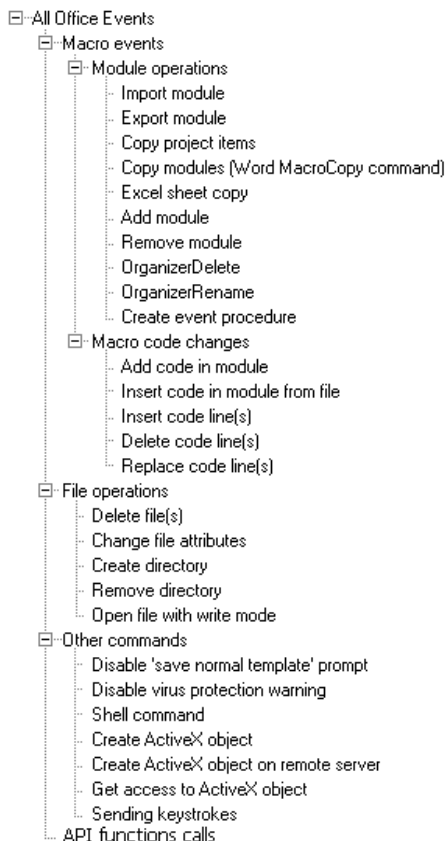 All Office Events
Macro events
Module operations
Import module
Export module
Copy project items
Copy modules (Word MacroCopy command)
Excel sheet copy
Add module
Remove module
OrganizerDelete
OrganizerRename
Create event procedure
Macro code changes
Add code in module
Insert code in module from file
Insert code line(s)
Delete code line(s)
Replace code line(s)
File operations
Delete file(s)
Change file attributes
Create directory
Remove directory
Open file with write mode
Other commands
Disable 'save normal template' prompt
Disable virus protection warning
Shell command
Create ActiveX object
Create ActiveX object on remote server
Get access to ActiveX object
Sending keystrokes
API functions calls